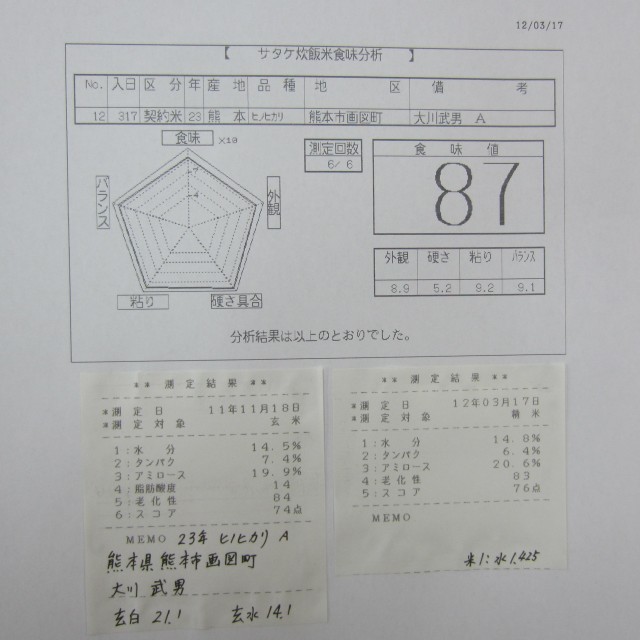 12/03/17
【 サタケ炊飯米食味分析 】
No. 入日 区分 年 産地 品種 地区 備考
12 317 契約米 23 熊本 ヒノヒカリ 熊本市画図町 大川武男 A
食味 ×10
バランス
外観
粘り
硬さ具合
測定回数
6/ 6
食味値
87
外観 硬さ 粘り バランス
8.9 5.2 9.2 9.1
分析結果は以上のとおりでした。
** 測定結果 **
*測定日 11年11月18日
*測定対象 玄米
1:水分 14.5%
2:タンパク 7.4%
3:アミロース 19.9%
4:脂肪酸度 14
5:老化性 84
6:スコア 74点
MEMO 23年 ヒノヒカリ A
熊本県熊本市画図町
大川 武男
玄白 21.1 玄水 14.1
** 測定結果 **
*測定日 12年03月17日
*測定対象 精米
1:水分 14.8%
2:タンパク 6.4%
3:アミロース 20.6%
4:老化性 83
5:スコア 76点
MEMO
米1:水1.425